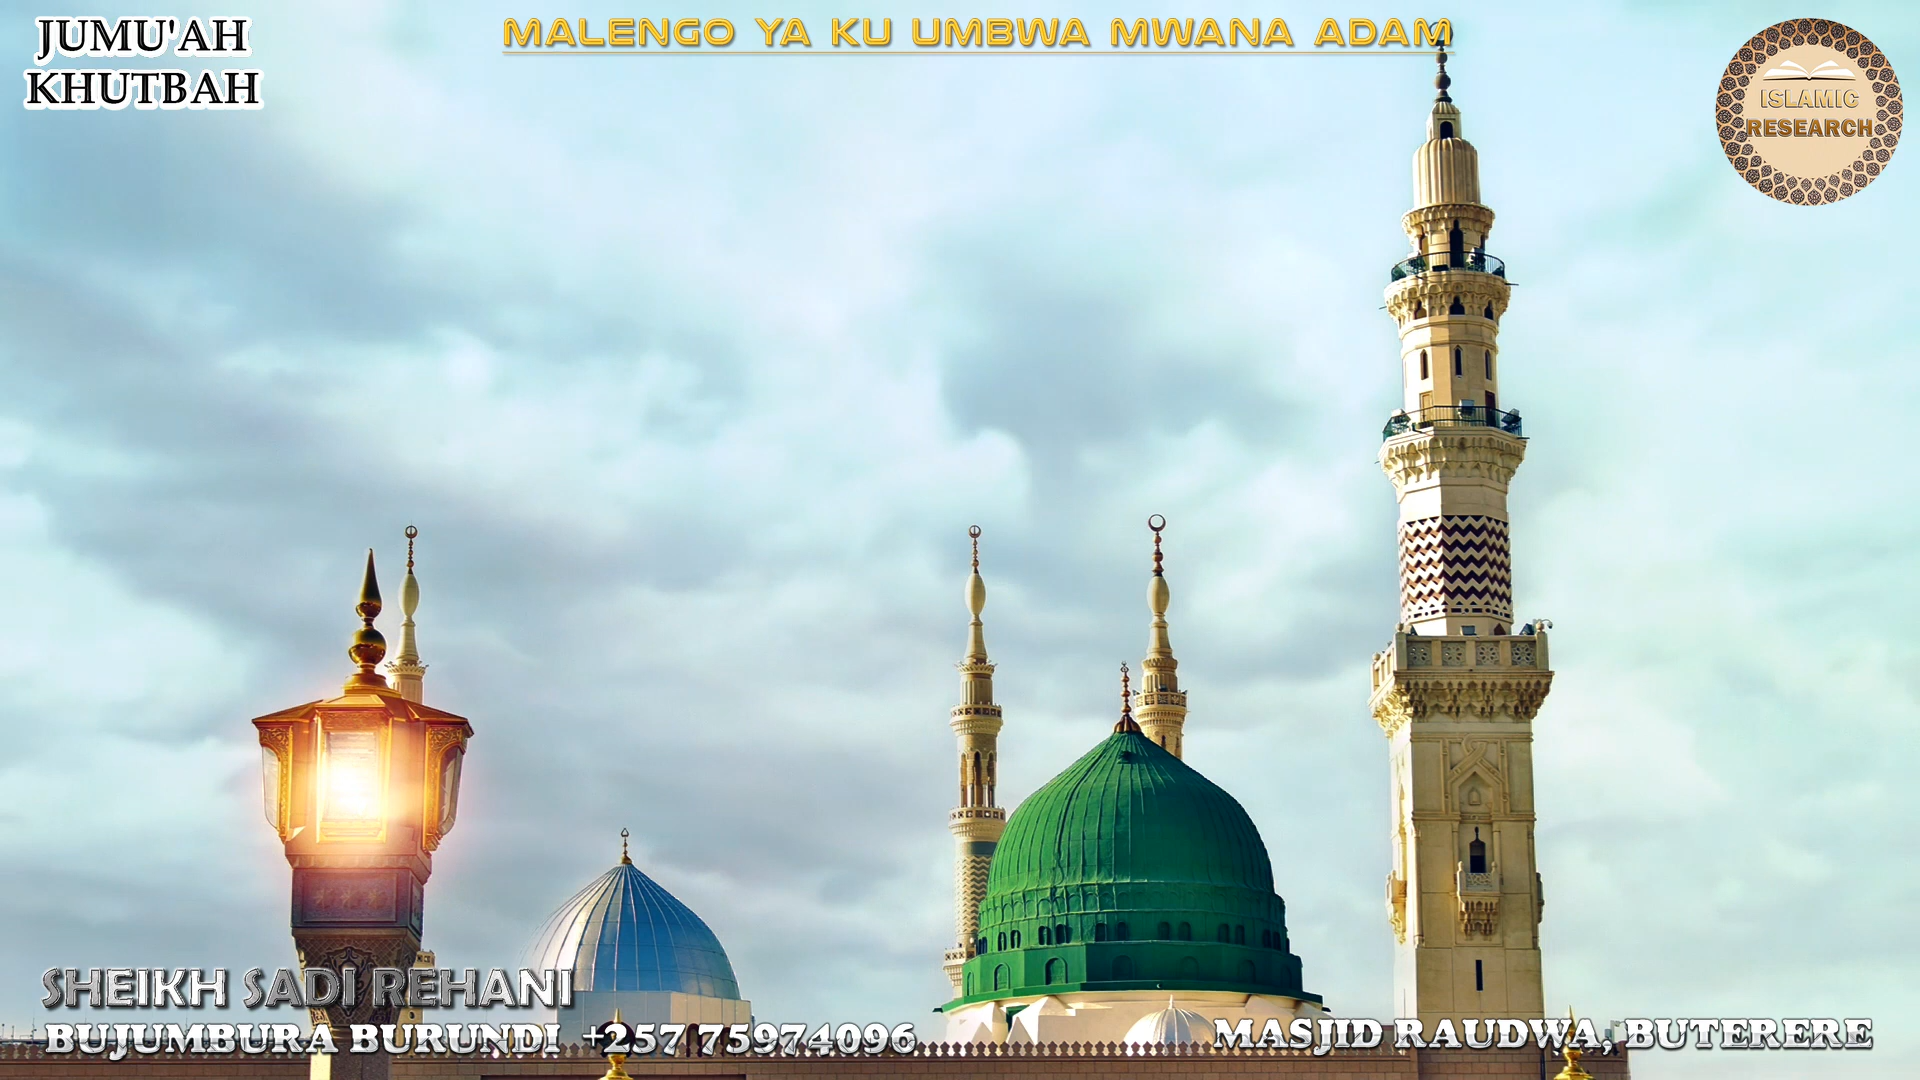 JUMU'AH
KHUTBAH
MALENGO YA KU UMBWA MWANA ADAM
ISLAMIC
RESEARCH
SHEIKH SADI REHANI
BUJUMBURA BURUNDI +257 75974096
MASJID RAUDWA, BUTERERE